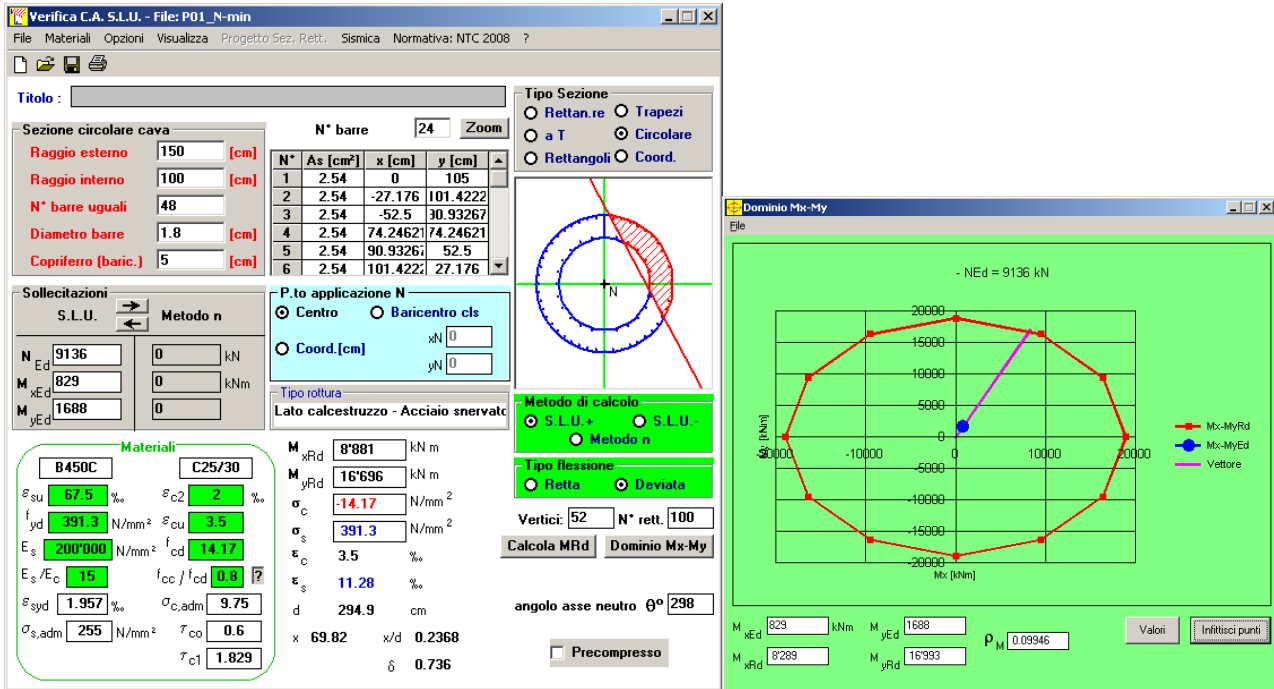 Verifica C.A. S.L.U. - File: P01_N-min
File Materiali Opzioni Visualizza Progetto Sez. Rett. Sismica Normativa: NTC 2008 ?
Titolo :
Sezione circolare cava
Raggio esterno 150 [cm]
Raggio interno 100 [cm]
N° barre uguali 48
Diametro barre 1.8 [cm]
Copriferro (baric.) 5 [cm]
N° barre 24 Zoom
N° As [cm²] x [cm] y [cm]
1 2.54 0 105
2 2.54 -27.176 101.4222
3 2.54 -52.5 90.93267
4 2.54 74.24621 74.24621
5 2.54 90.93267 52.5
6 2.54 101.4222 27.176
Tipo Sezione
Rettan.re Trapezi
a T Circolare
Rettangoli Coord.
N
Sollecitazioni
S.L.U. Metodo n
N Ed 9136 0 kN
M xEd 829 0 kNm
M yEd 1688 0
P.to applicazione N
Centro Baricentro cls
Coord.[cm] xN 0
yN 0
Tipo rottura
Lato calcestruzzo - Acciaio snervato
Metodo di calcolo
S.L.U.+ S.L.U.-
Metodo n
Tipo flessione
Retta Deviata
Vertici: 52 N° rett. 100
Calcola MRd Dominio Mx-My
angolo asse neutro θ° 298
Precompresso
Materiali
B450C C25/30
εsu 67.5 ‰ εc2 2 ‰
fyd 391.3 N/mm² εcu 3.5
Es 200'000 N/mm² fcd 14.17
Es/Ec 15 fcc / fcd 0.8 ?
εsyd 1.957 ‰ σc,adm 9.75
σs,adm 255 N/mm² τco 0.6
τc1 1.829
M xRd 8'881 kN m
M yRd 16'696 kN m
σc -14.17 N/mm²
σs 391.3 N/mm²
εc 3.5 ‰
εs 11.28 ‰
d 294.9 cm
x 69.82 x/d 0.2368
δ 0.736
Dominio Mx-My
File
- NEd = 9136 kN
20000
15000
10000
5000
0
-5000
-10000
-15000
-20000
-20000 -10000 0 10000 20000
My [kNm]
Mx [kNm]
Mx-MyRd
Mx-MyEd
Vettore
M xEd 829 kNm M yEd 1688
M xRd 8'289 M yRd 16'993
ρM 0.09946
Valori Infittisci punti